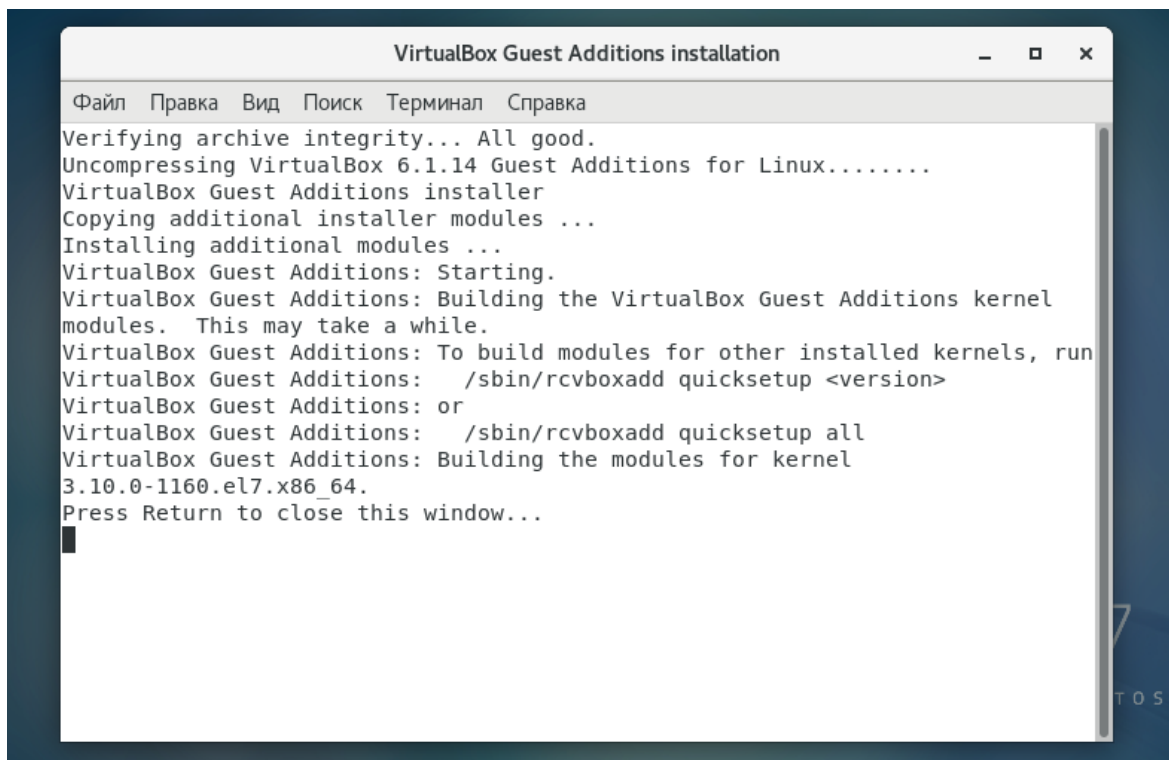 VirtualBox Guest Additions installation
Файл Правка Вид Поиск Терминал Справка
Verifying archive integrity... All good.
Uncompressing VirtualBox 6.1.14 Guest Additions for Linux........
VirtualBox Guest Additions installer
Copying additional installer modules ...
Installing additional modules ...
VirtualBox Guest Additions: Starting.
VirtualBox Guest Additions: Building the VirtualBox Guest Additions kernel
modules.  This may take a while.
VirtualBox Guest Additions: To build modules for other installed kernels, run
VirtualBox Guest Additions:   /sbin/rcvboxadd quicksetup <version>
VirtualBox Guest Additions: or
VirtualBox Guest Additions:   /sbin/rcvboxadd quicksetup all
VirtualBox Guest Additions: Building the modules for kernel
3.10.0-1160.el7.x86_64.
Press Return to close this window...
7
TOS